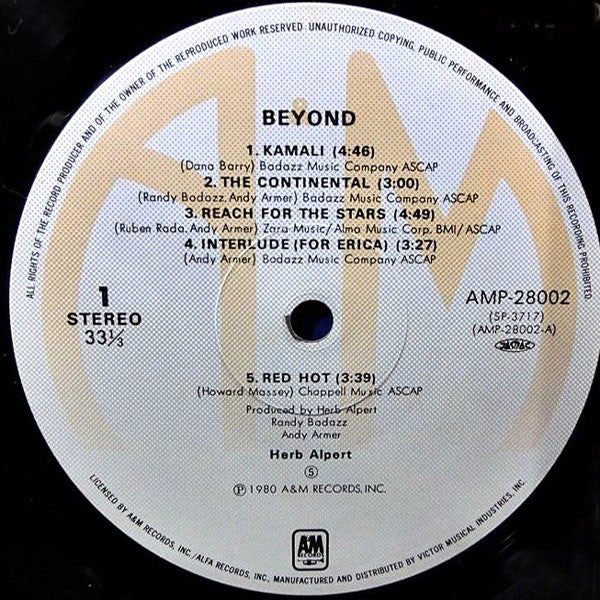 ALL RIGHTS OF THE RECORD PRODUCER AND OF THE OWNER OF THE REPRODUCED WORK RESERVED. UNAUTHORIZED COPYING, PUBLIC PERFORMANCE AND BROADCASTING OF THIS RECORDING PROHIBITED
BEYOND
1. KAMALI (4:46)
(Dana Barry) Badazz Music Company ASCAP
2. THE CONTINENTAL (3:00)
(Randy Badazz, Andy Armer) Badazz Music Company ASCAP
3. REACH FOR THE STARS (4:49)
(Ruben Rada, Andy Armer) Zara Music/Almo Music Corp. BMI/ASCAP
4. INTERLUDE (FOR ERICA) (3:27)
(Andy Armer) Badazz Music Company ASCAP
1
STEREO
33⅓
AMP-28002
(SP-3717)
(AMP-28002-A)
JASRAC
5. RED HOT (3:39)
(Howard Massey) Chappell Music ASCAP
Produced by Herb Alpert
Randy Badazz
Andy Armer
Herb Alpert
Ⓢ
Ⓟ 1980 A&M RECORDS, INC.
A&M
RECORDS
LICENSED BY A&M RECORDS, INC./ALFA RECORDS, INC., MANUFACTURED AND DISTRIBUTED BY VICTOR MUSICAL INDUSTRIES, INC.